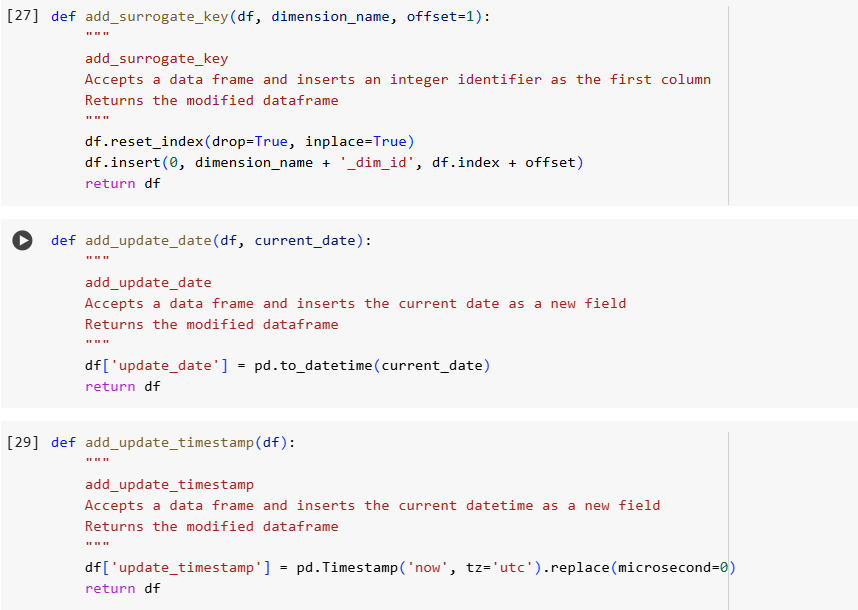 [27] def add_surrogate_key(df, dimension_name, offset=1):
    """
    add_surrogate_key
    Accepts a data frame and inserts an integer identifier as the first column
    Returns the modified dataframe
    """
    df.reset_index(drop=True, inplace=True)
    df.insert(0, dimension_name + '_dim_id', df.index + offset)
    return df
def add_update_date(df, current_date):
    """
    add_update_date
    Accepts a data frame and inserts the current date as a new field
    Returns the modified dataframe
    """
    df['update_date'] = pd.to_datetime(current_date)
    return df
[29] def add_update_timestamp(df):
    """
    add_update_timestamp
    Accepts a data frame and inserts the current datetime as a new field
    Returns the modified dataframe
    """
    df['update_timestamp'] = pd.Timestamp('now', tz='utc').replace(microsecond=0)
    return df